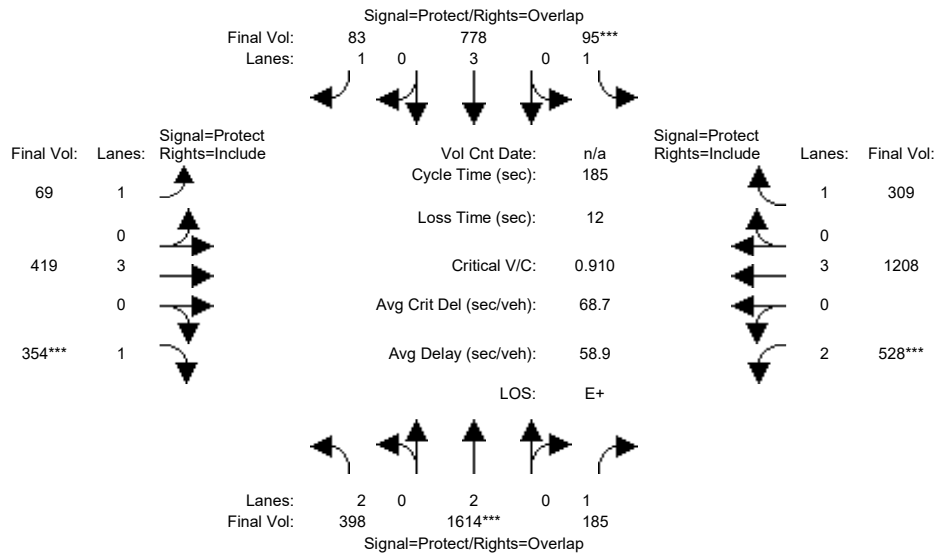 Signal=Protect/Rights=Overlap
Final Vol: 83 778 95***
Lanes: 1 0 3 0 1
Signal=Protect Signal=Protect
Final Vol: Lanes: Rights=Include Vol Cnt Date: n/a Rights=Include Lanes: Final Vol:
Cycle Time (sec): 185
69 1 1 309
Loss Time (sec): 12
0 0
419 3 Critical V/C: 0.910 3 1208
0 Avg Crit Del (sec/veh): 68.7 0
354*** 1 Avg Delay (sec/veh): 58.9 2 528***
LOS: E+
Lanes: 2 0 2 0 1
Final Vol: 398 1614*** 185
Signal=Protect/Rights=Overlap